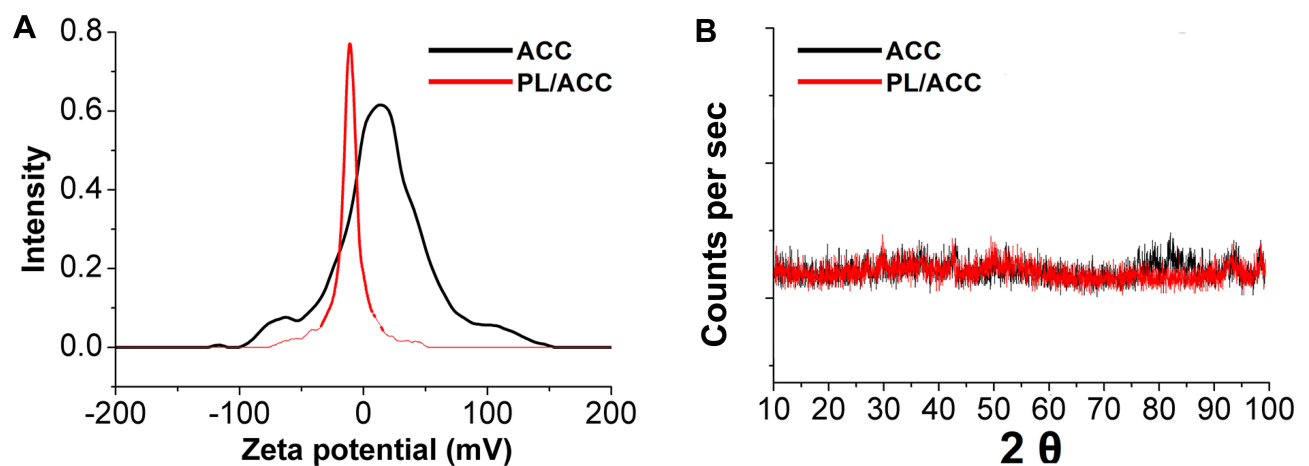 A
ACC
PL/ACC
Intensity
0.8
0.6
0.4
0.2
0.0
-200 -100 0 100 200
Zeta potential (mV)
B
ACC
PL/ACC
Counts per sec
10 20 30 40 50 60 70 80 90 100
2 θ